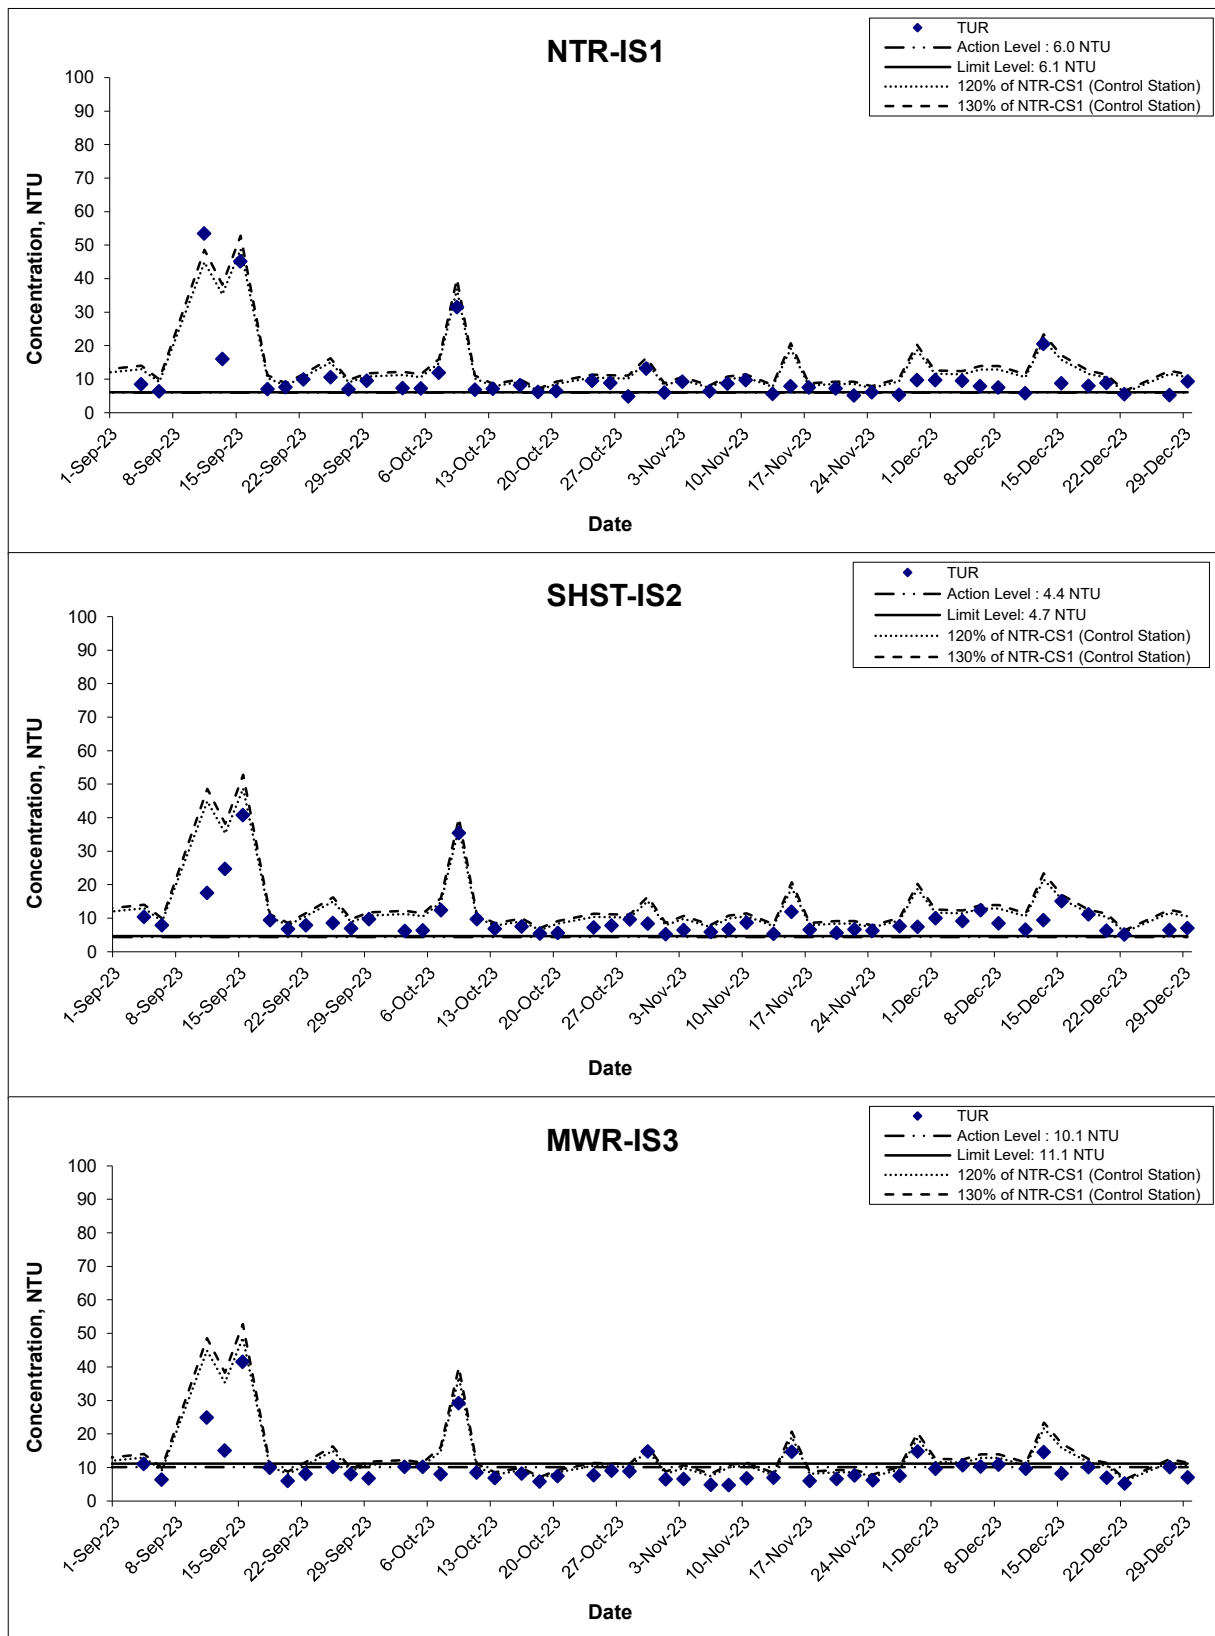 NTR-IS1
TUR
Action Level : 6.0 NTU
Limit Level: 6.1 NTU
120% of NTR-CS1 (Control Station)
130% of NTR-CS1 (Control Station)
Concentration, NTU
100
90
80
70
60
50
40
30
20
10
0
1-Sep-23
8-Sep-23
15-Sep-23
22-Sep-23
29-Sep-23
6-Oct-23
13-Oct-23
20-Oct-23
27-Oct-23
3-Nov-23
10-Nov-23
17-Nov-23
24-Nov-23
1-Dec-23
8-Dec-23
15-Dec-23
22-Dec-23
29-Dec-23
Date
SHST-IS2
TUR
Action Level : 4.4 NTU
Limit Level: 4.7 NTU
120% of NTR-CS1 (Control Station)
130% of NTR-CS1 (Control Station)
Concentration, NTU
100
90
80
70
60
50
40
30
20
10
0
1-Sep-23
8-Sep-23
15-Sep-23
22-Sep-23
29-Sep-23
6-Oct-23
13-Oct-23
20-Oct-23
27-Oct-23
3-Nov-23
10-Nov-23
17-Nov-23
24-Nov-23
1-Dec-23
8-Dec-23
15-Dec-23
22-Dec-23
29-Dec-23
Date
MWR-IS3
TUR
Action Level : 10.1 NTU
Limit Level: 11.1 NTU
120% of NTR-CS1 (Control Station)
130% of NTR-CS1 (Control Station)
Concentration, NTU
100
90
80
70
60
50
40
30
20
10
0
1-Sep-23
8-Sep-23
15-Sep-23
22-Sep-23
29-Sep-23
6-Oct-23
13-Oct-23
20-Oct-23
27-Oct-23
3-Nov-23
10-Nov-23
17-Nov-23
24-Nov-23
1-Dec-23
8-Dec-23
15-Dec-23
22-Dec-23
29-Dec-23
Date